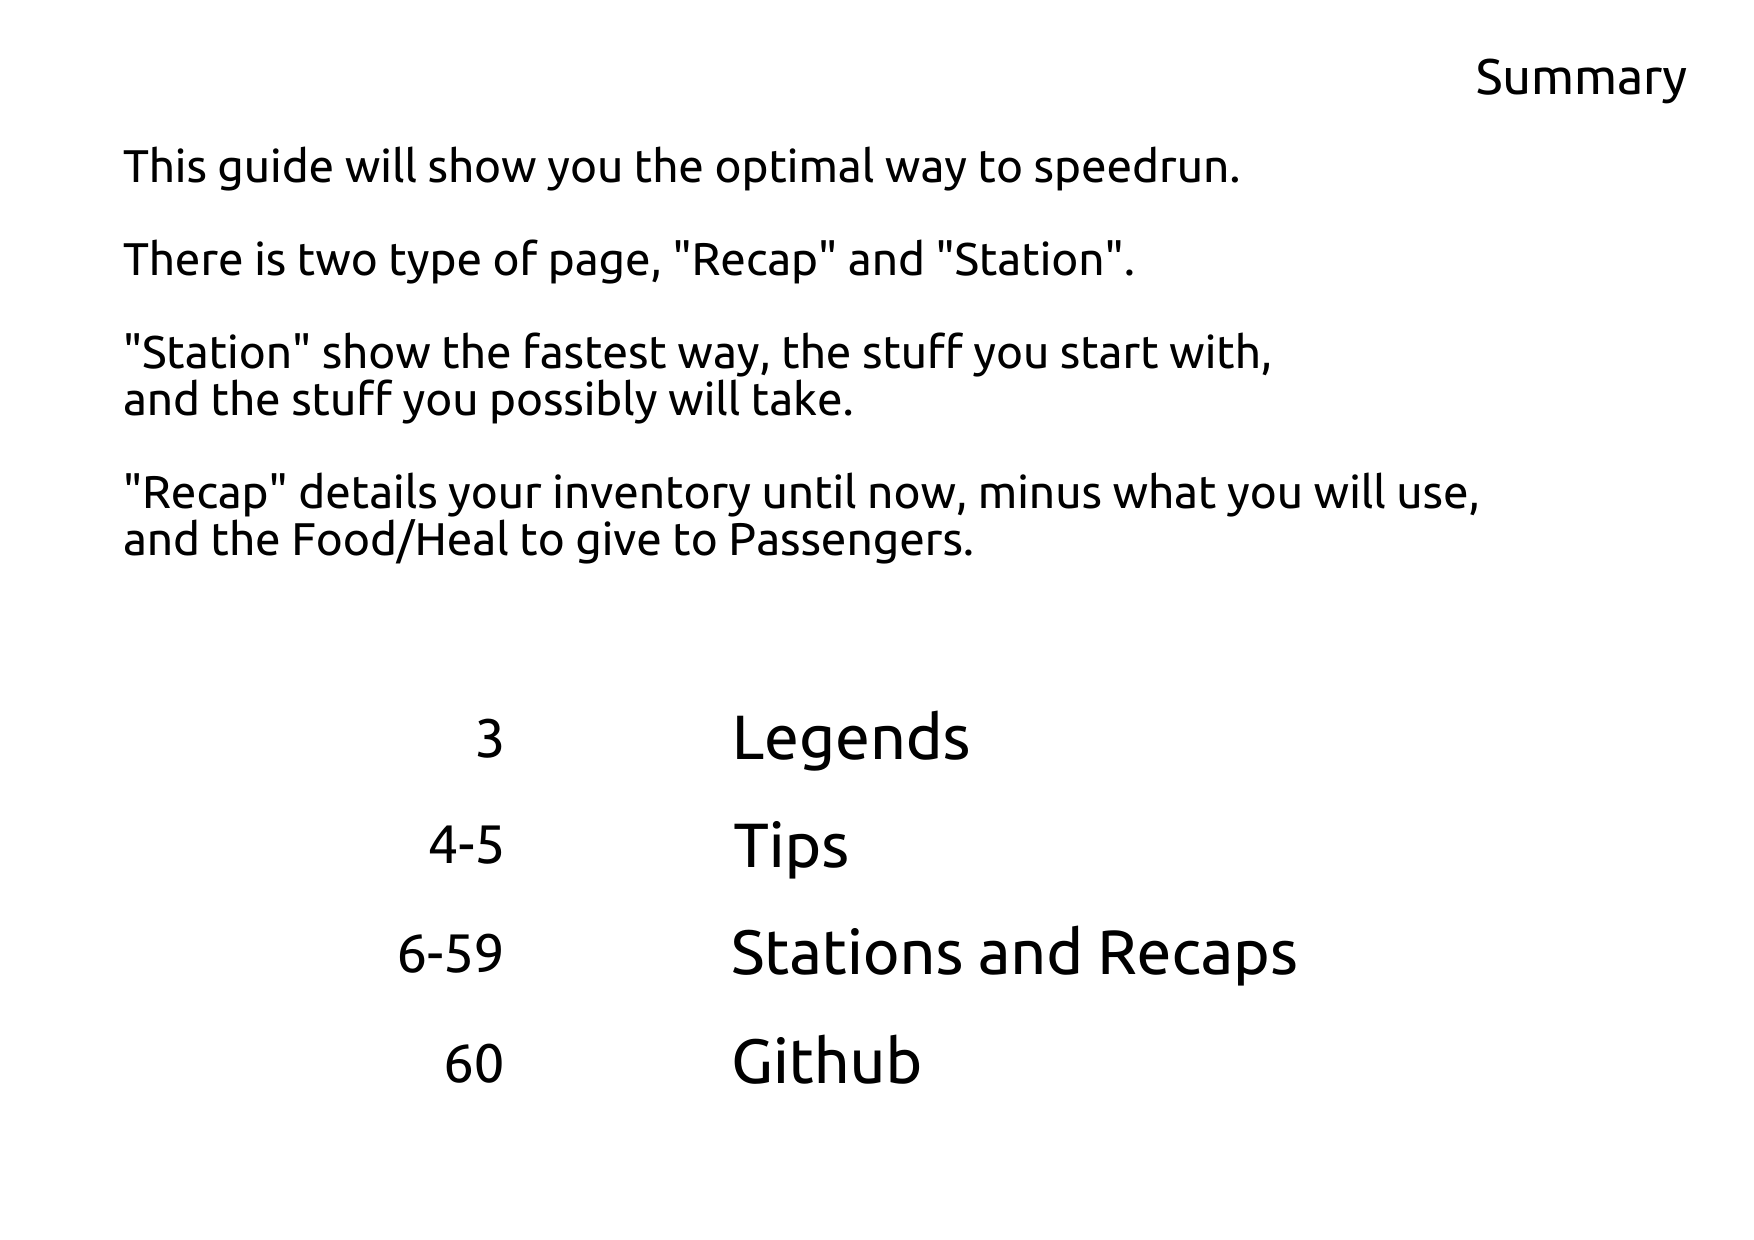 Summary
This guide will show you the optimal way to speedrun.
There is two type of page, "Recap" and "Station".
"Station" show the fastest way, the stuff you start with,
and the stuff you possibly will take.
"Recap" details your inventory until now, minus what you will use,
and the Food/Heal to give to Passengers.
3 Legends
4-5 Tips
6-59 Stations and Recaps
60 Github